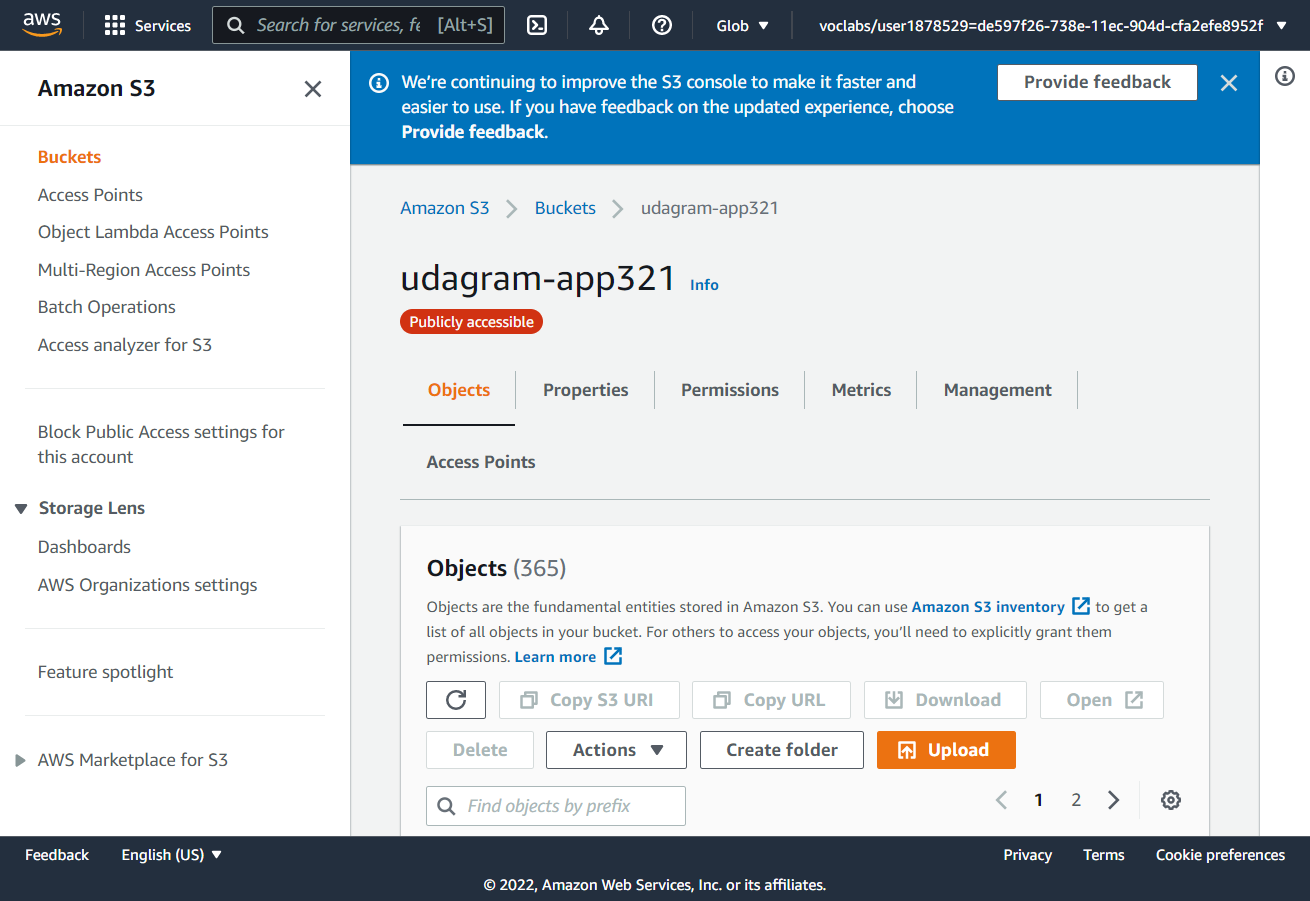 aws
Services
Search for services, fe [Alt+S]
Glob
voclabs/user1878529=de597f26-738e-11ec-904d-cfa2efe8952f
Amazon S3
Buckets
Access Points
Object Lambda Access Points
Multi-Region Access Points
Batch Operations
Access analyzer for S3
Block Public Access settings for
this account
Storage Lens
Dashboards
AWS Organizations settings
Feature spotlight
AWS Marketplace for S3
We're continuing to improve the S3 console to make it faster and
easier to use. If you have feedback on the updated experience, choose
Provide feedback.
Provide feedback
Amazon S3 > Buckets > udagram-app321
udagram-app321 Info
Publicly accessible
Objects Properties Permissions Metrics Management
Access Points
Objects (365)
Objects are the fundamental entities stored in Amazon S3. You can use Amazon S3 inventory to get a
list of all objects in your bucket. For others to access your objects, you'll need to explicitly grant them
permissions. Learn more
Copy S3 URI Copy URL Download Open
Delete Actions Create folder Upload
Find objects by prefix
1 2
Feedback English (US) Privacy Terms Cookie preferences
© 2022, Amazon Web Services, Inc. or its affiliates.